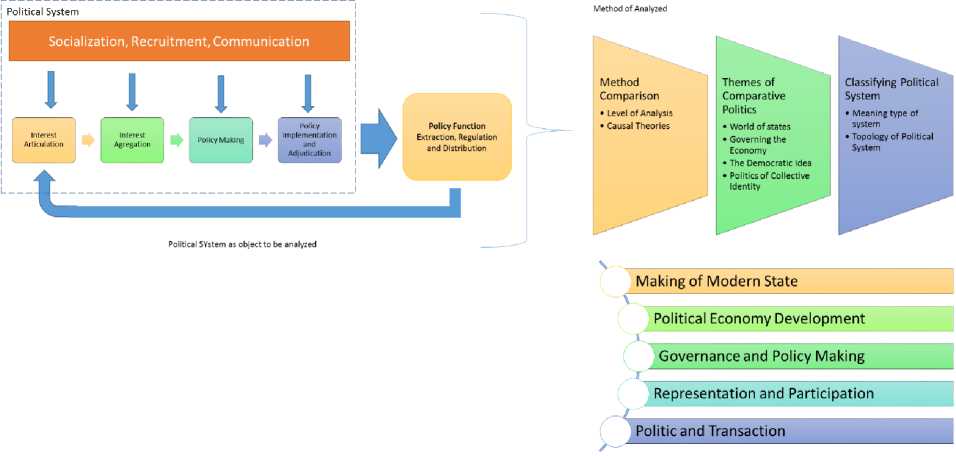 Political System
Socialization, Recruitment, Communication
Interest
Articulation
Interest
Agregation
Policy Making
Policy
Implementation
and
Adjudication
Policy Function
Extraction, Regulation
and Distribution
Political SYstem as object to be analyzed
Method of Analyzed
Method
Comparison
• Level of Analysis
• Causal Theories
Themes of
Comparative
Politics
• World of states
• Governing the
Economy
• The Democratic Idea
• Politics of Collective
Identity
Classifying Political
System
• Meaning type of
system
• Topology of Political
System
Making of Modern State
Political Economy Development
Governance and Policy Making
Representation and Participation
Politic and Transaction